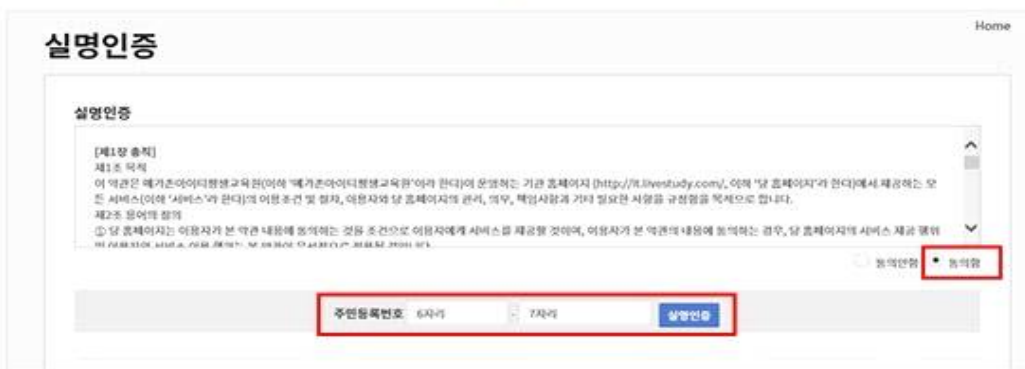 Home
실명인증
실명인증
[제1장 총칙]
제1조 목적
이 약관은 메가존아이티평생교육원(이하 '메가존아이티평생교육원'이라 한다)이 운영하는 기관 홈페이지 (http://it.livestudy.com/, 이하 '당 홈페이지'라 한다)에서 제공하는 모
든 서비스(이하 '서비스'라 한다)의 이용조건 및 절차, 이용자와 당 홈페이지의 권리, 의무, 책임사항과 기타 필요한 사항을 규정함을 목적으로 합니다.
제2조 용어의 정의
① 당 홈페이지는 이용자가 본 약관 내용에 동의하는 것을 조건으로 이용자에게 서비스를 제공할 것이며, 이용자가 본 약관의 내용에 동의하는 경우, 당 홈페이지의 서비스 제공 행위
동의안함 동의함
주민등록번호 6자리 - 7자리 실명인증